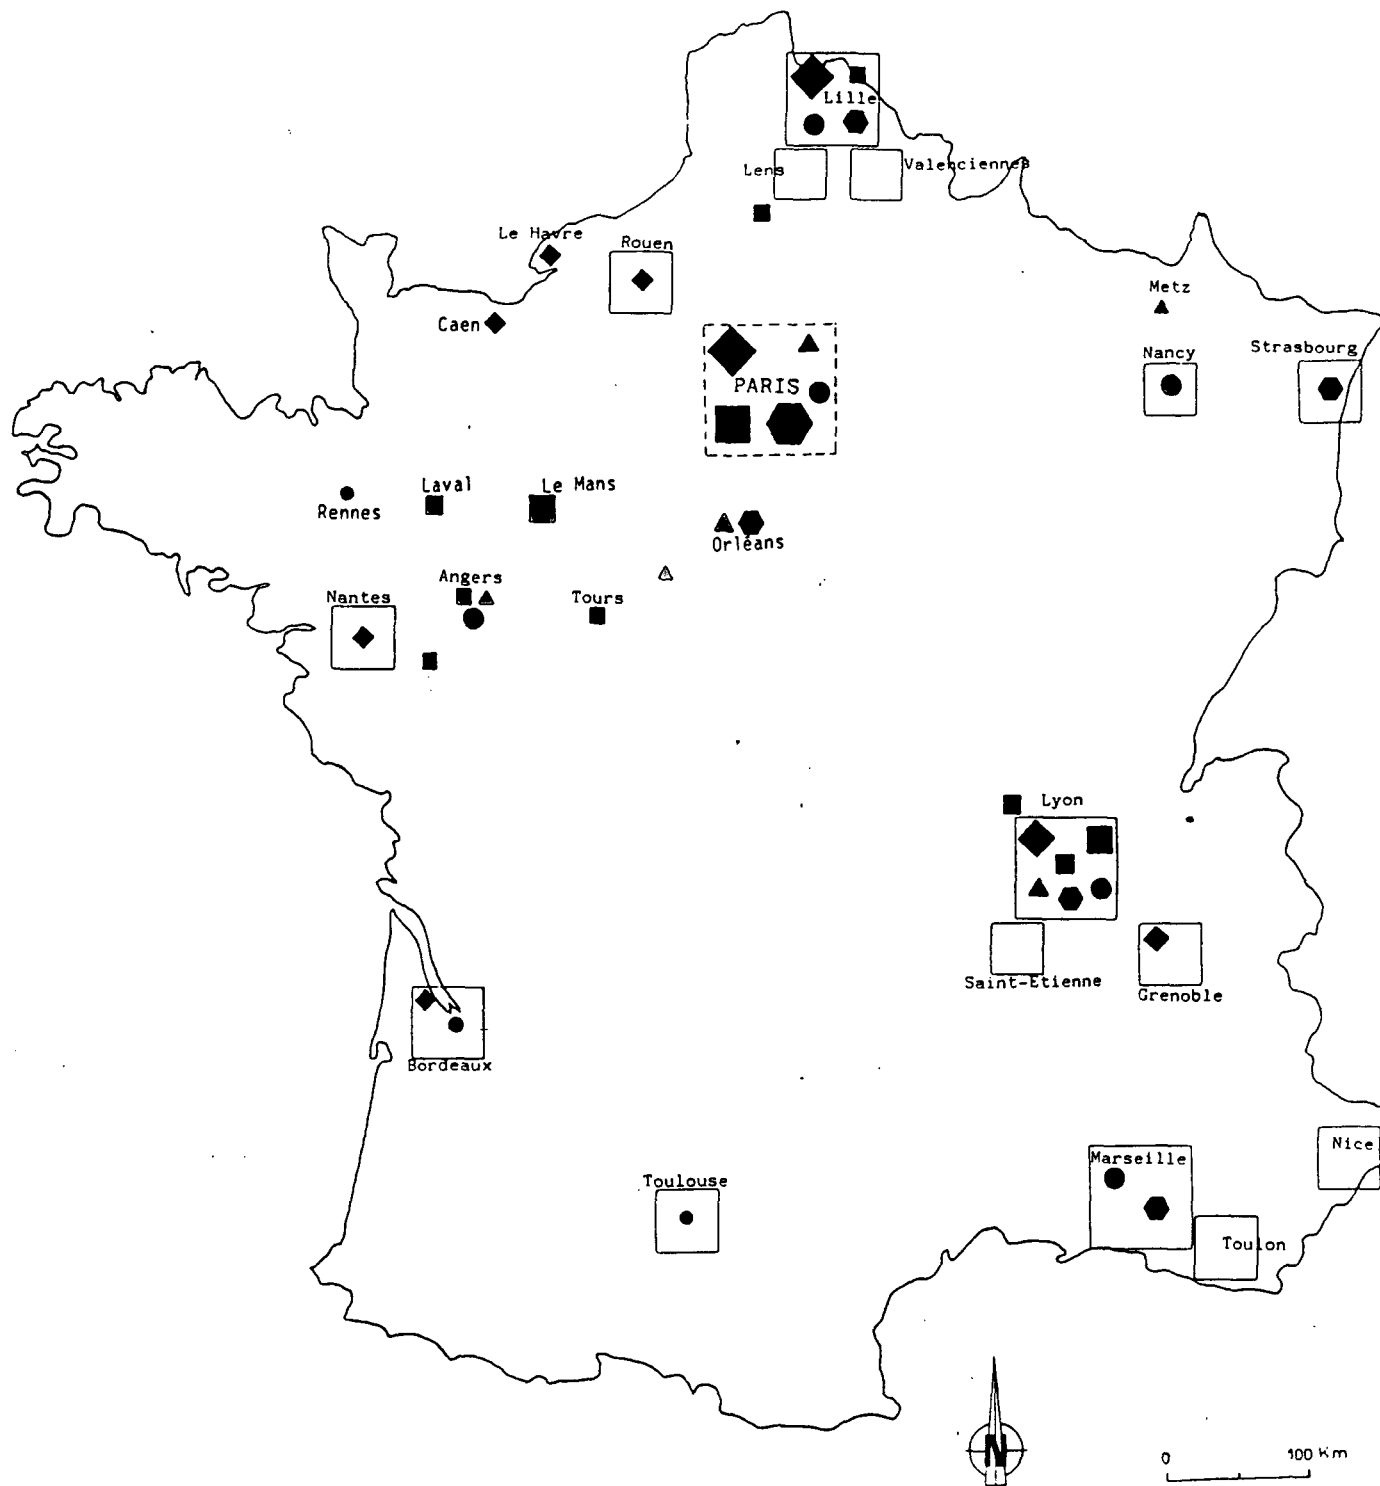 Lille
Lens
Valenciennes
Le Havre
Rouen
Metz
Caen
Nancy
Strasbourg
PARIS
Laval
Le Mans
Rennes
Orléans
Angers
Nantes
Tours
Lyon
Saint-Etienne
Grenoble
Bordeaux
Nice
Marseille
Toulouse
Toulon
N
0 100 Km